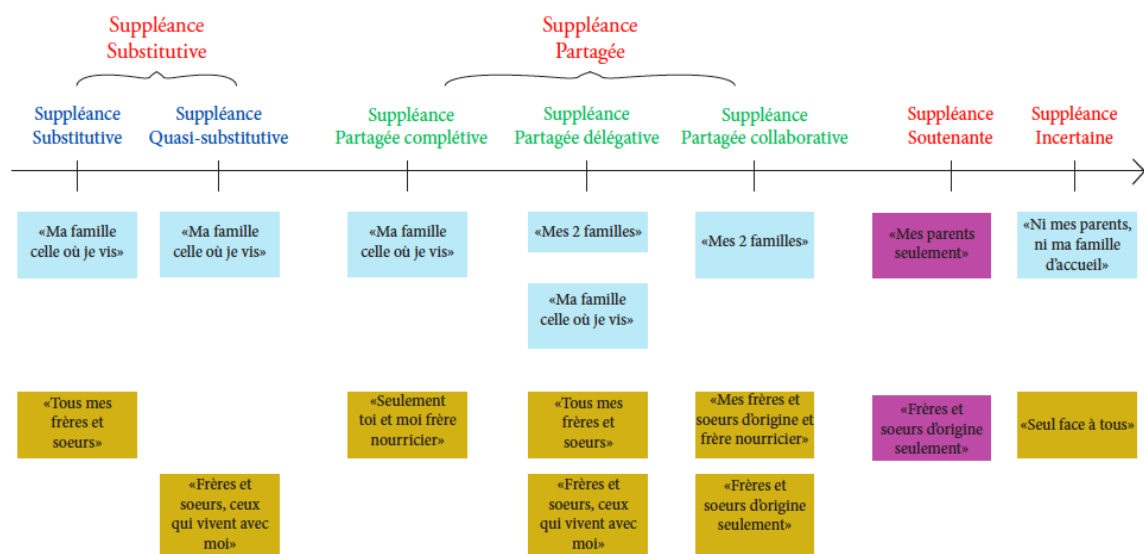 Suppléance
Substitutive
Suppléance
Partagée
Suppléance
Substitutive
Suppléance
Quasi-substitutive
Suppléance
Partagée complétive
Suppléance
Partagée délégative
Suppléance
Partagée collaborative
Suppléance
Soutenante
Suppléance
Incertaine
«Ma famille
celle où je vis»
«Ma famille
celle où je vis»
«Ma famille
celle où je vis»
«Mes 2 familles»
«Mes 2 familles»
«Mes parents
seulement»
«Ni mes parents,
ni ma famille
d'accueil»
«Ma famille
celle où je vis»
«Tous mes
frères et
soeurs»
«Seulement
toi et moi frère
nourricier»
«Tous mes
frères et
soeurs»
«Mes frères et
soeurs d'origine et
frère nourricier»
«Frères et
soeurs d'origine
seulement»
«Seul face à tous»
«Frères et
soeurs, ceux
qui vivent avec
moi»
«Frères et
soeurs, ceux
qui vivent avec
moi»
«Frères et
soeurs d'origine
seulement»